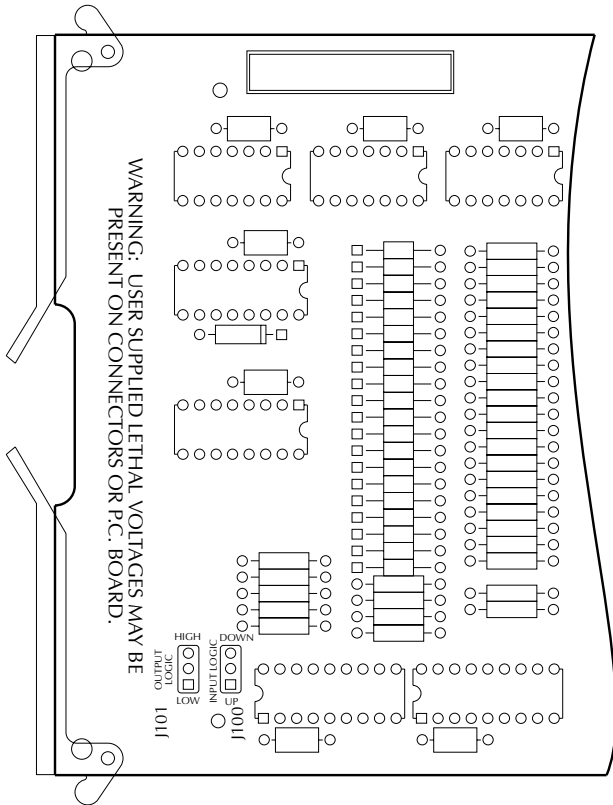 WARNING: USER SUPPLIED LETHAL VOLTAGES MAY BE
PRESENT ON CONNECTORS OR P.C. BOARD.
HIGH
OUTPUT
LOGIC
LOW
J101
DOWN
INPUT LOGIC
UP
J100